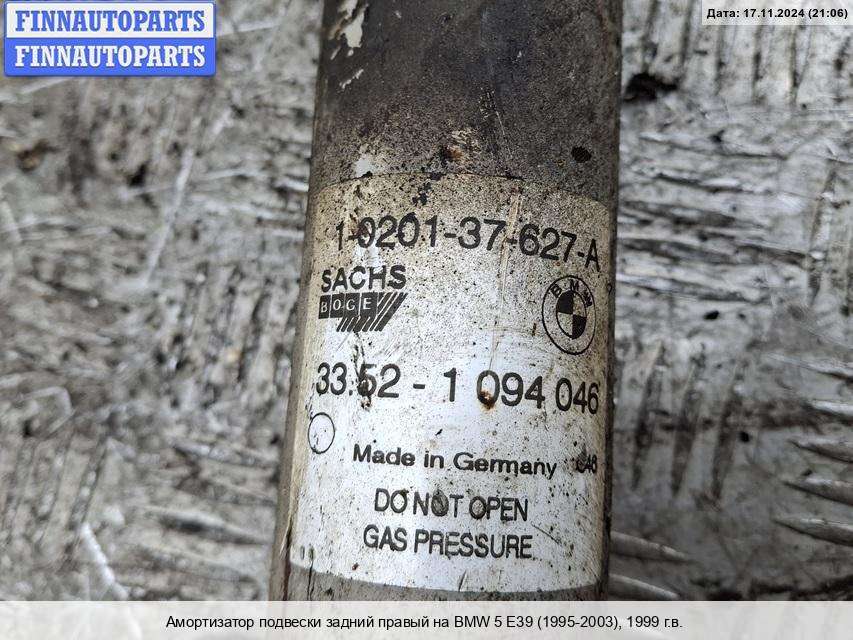 FINNAUTOPARTS
FINNAUTOPARTS
Дата: 17.11.2024 (21:06)
1-0201-37-627-A
SACHS
BOGE
BMW
33.52 - 1 094 046
Made in Germany
DO NOT OPEN
GAS PRESSURE
Амортизатор подвески задний правый на BMW 5 E39 (1995-2003), 1999 г.в.